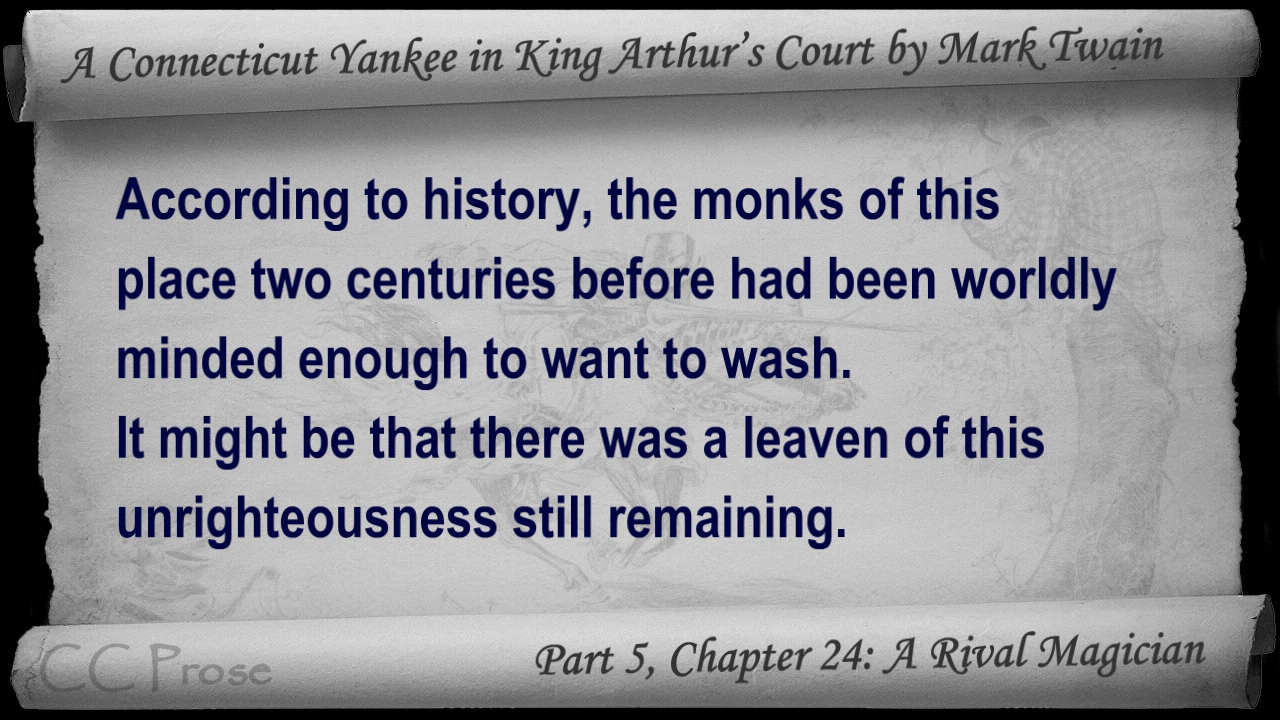 A Connecticut Yankee in King Arthur's Court by Mark Twain
According to history, the monks of this
place two centuries before had been worldly
minded enough to want to wash.
It might be that there was a leaven of this
unrighteousness still remaining.
CC Prose
Part 5, Chapter 24: A Rival Magician